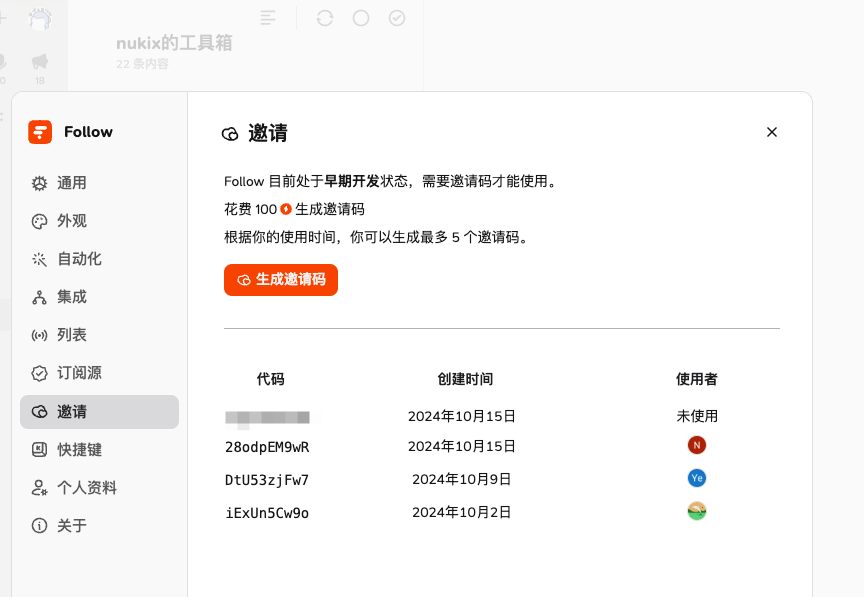 nukix的工具箱
22 条内容
0
18
Follow
通用
外观
自动化
集成
列表
订阅源
邀请
快捷键
个人资料
关于
邀请
Follow 目前处于早期开发状态，需要邀请码才能使用。
花费 100 生成邀请码
根据你的使用时间，你可以生成最多 5 个邀请码。
生成邀请码
代码 创建时间 使用者
2024年10月15日 未使用
28odpEM9wR 2024年10月15日 N
DtU53zjFw7 2024年10月9日 Ye
iExUn5Cw9o 2024年10月2日